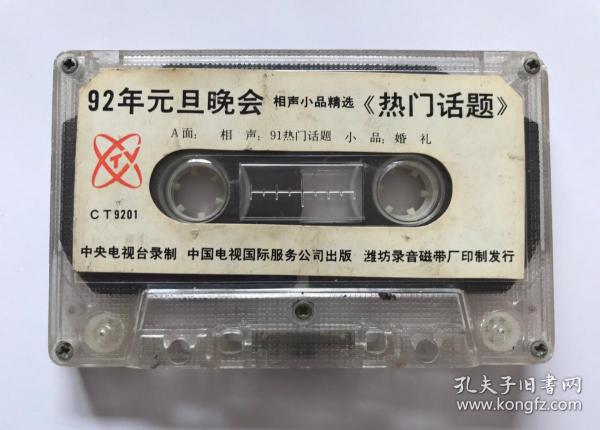 92年元旦晚会 相声小品精选 《热门话题》
A面: 相 声: 91热门话题 小 品: 婚 礼
TV
CT9201
中央电视台录制 中国电视国际服务公司出版 潍坊录音磁带厂印制发行
孔夫子旧书网
www.kongfz.com